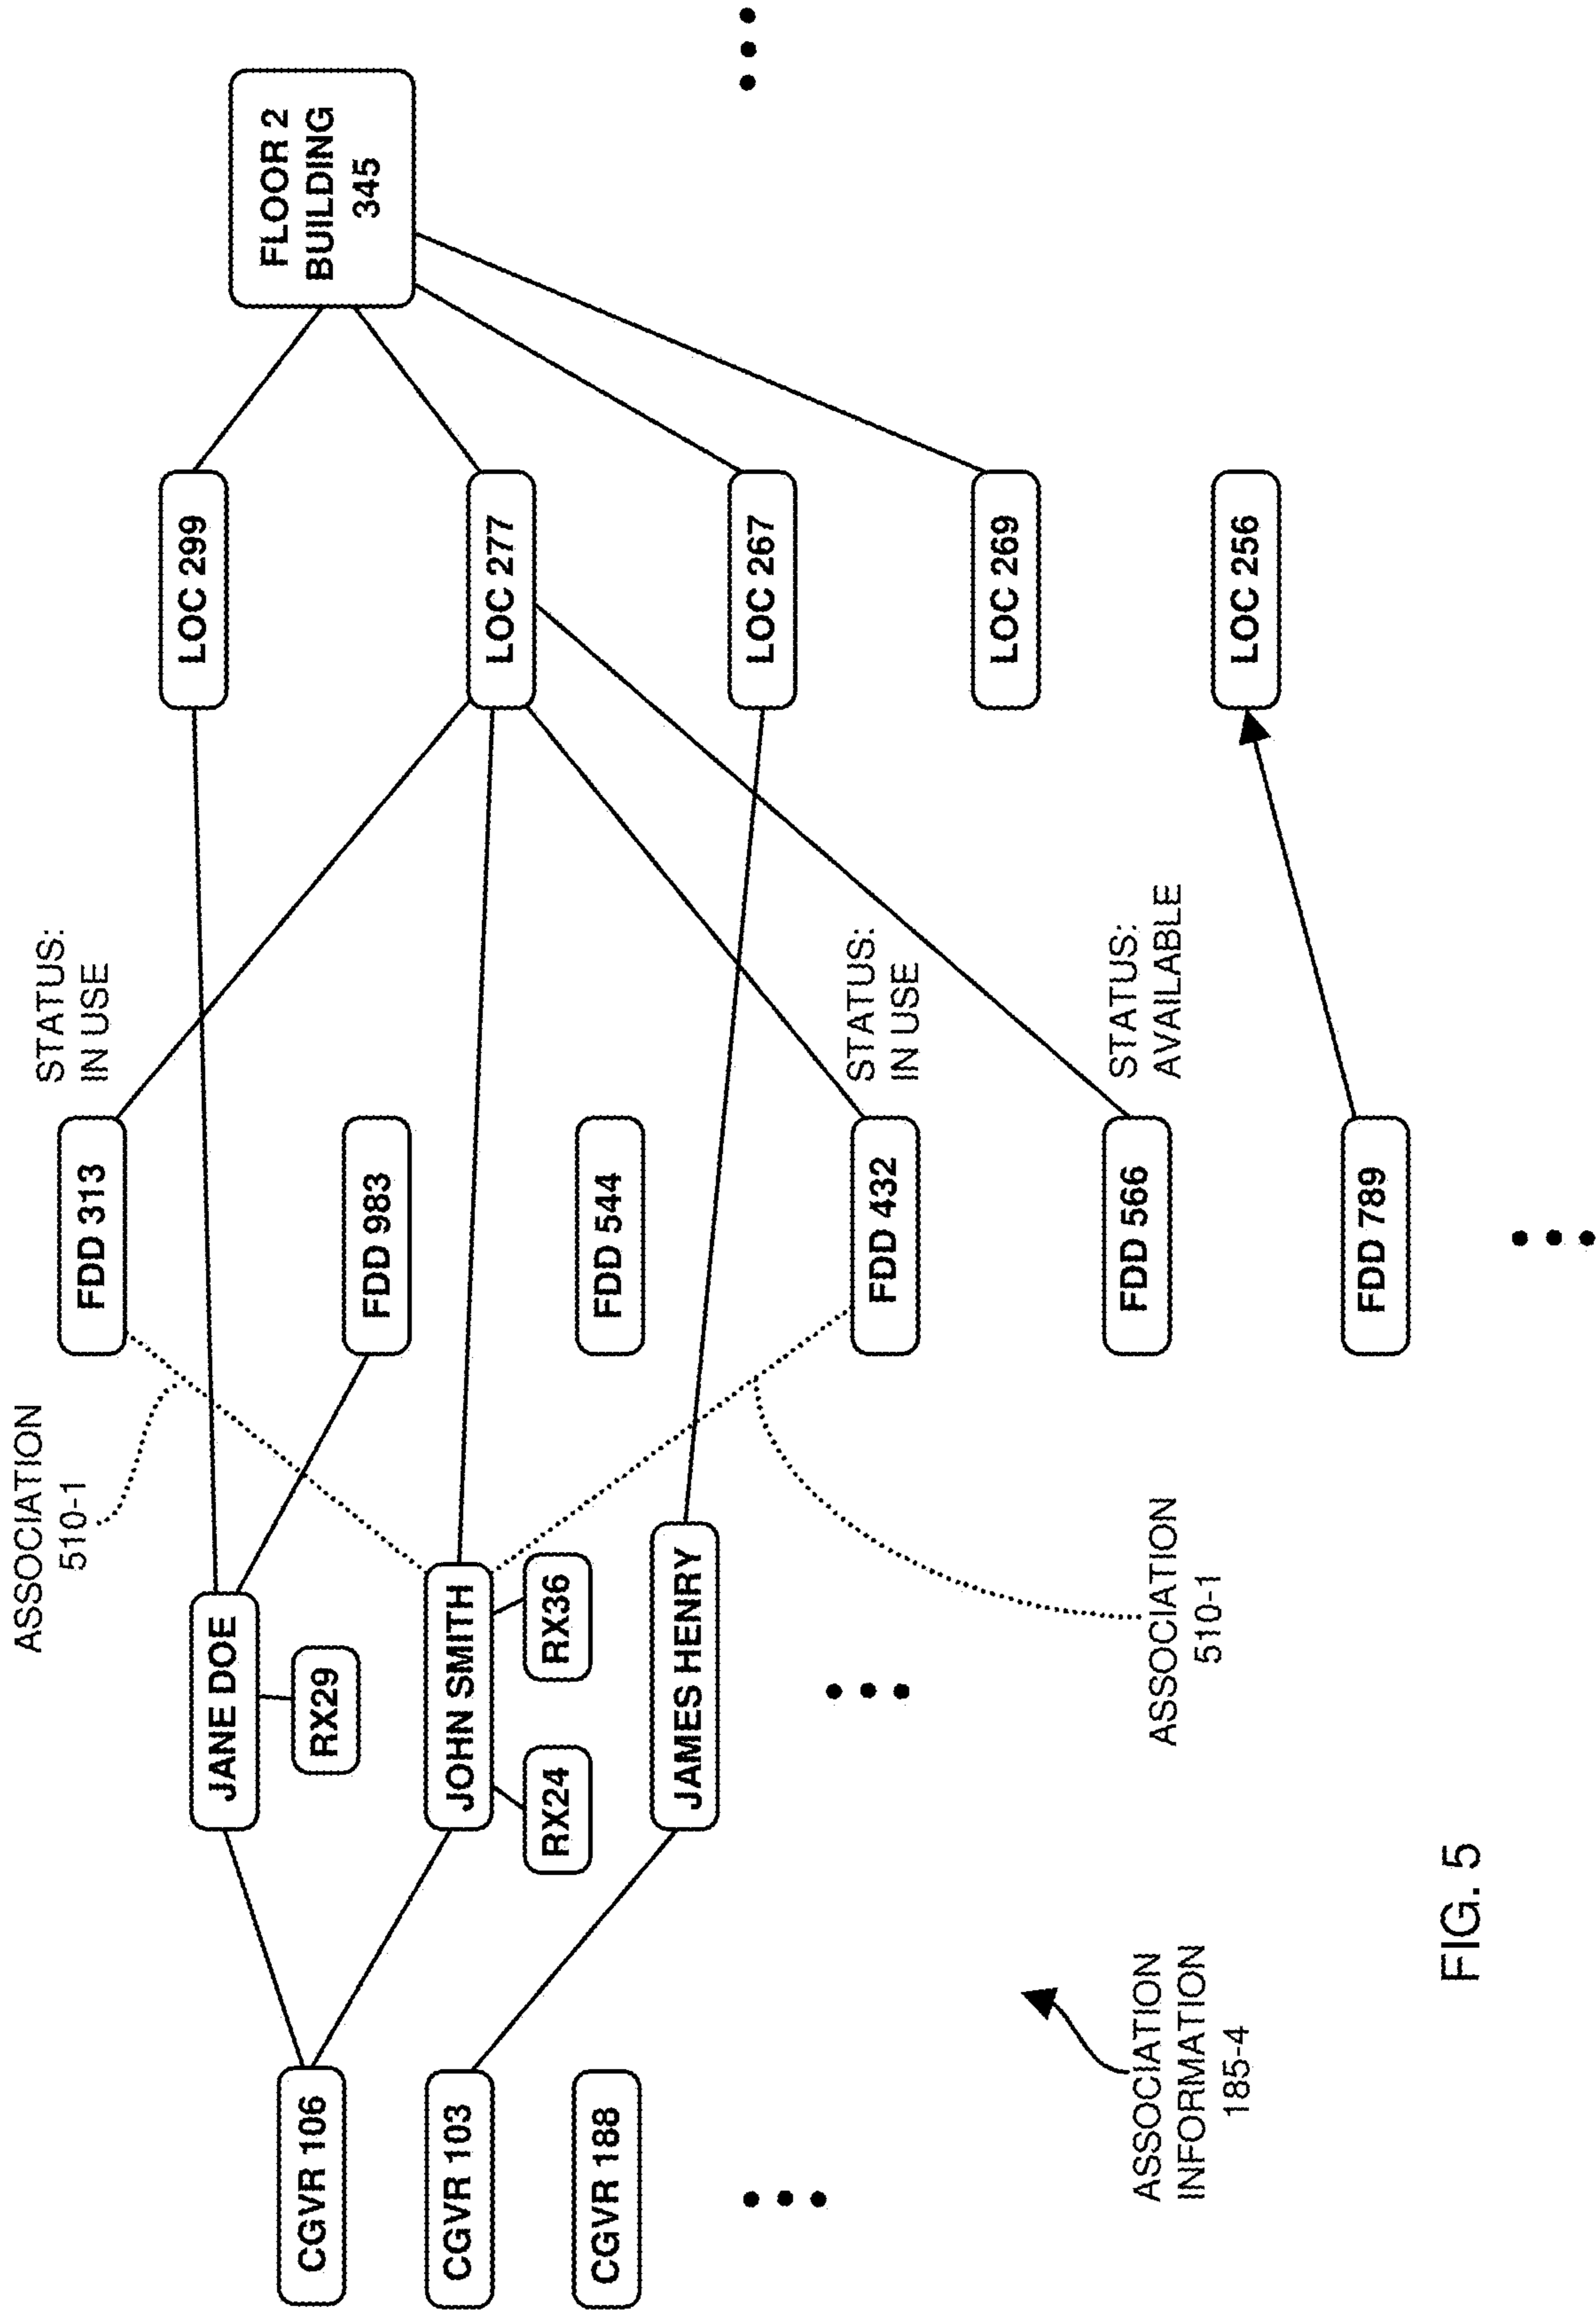 CGVR 106
CGVR 103
CGVR 188
ASSOCIATION
INFORMATION
185-4
JANE DOE
RX29
JOHN SMITH
RX24
RX36
JAMES HENRY
ASSOCIATION
510-1
ASSOCIATION
510-1
FDD 313
STATUS:
IN USE
FDD 983
FDD 544
FDD 432
STATUS:
IN USE
FDD 566
STATUS:
AVAILABLE
FDD 789
LOC 299
LOC 277
LOC 267
LOC 269
LOC 256
FLOOR 2
BUILDING
345
FIG. 5